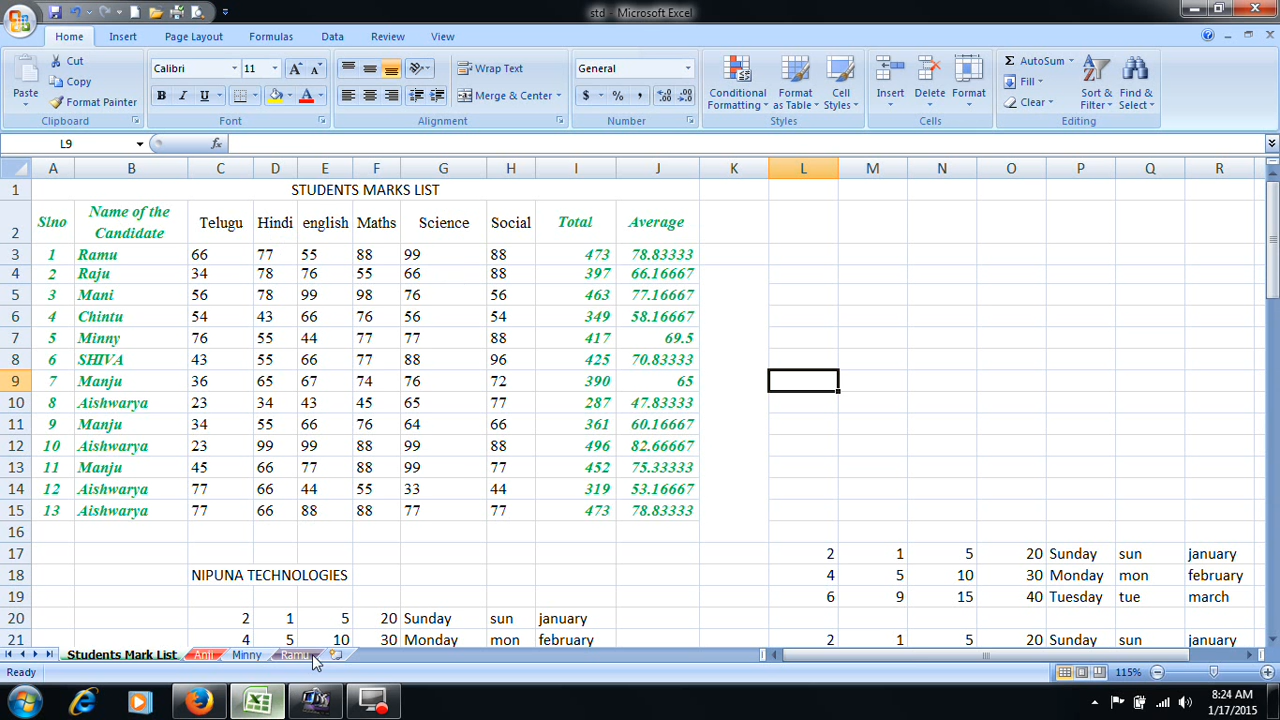 std - Microsoft Excel
Home Insert Page Layout Formulas Data Review View
Paste Cut Copy Format Painter Clipboard
Calibri 11 B I U A A A Font
Wrap Text Merge & Center Alignment
General $ % , Number
Conditional Formatting Format as Table Cell Styles Styles
Insert Delete Format Cells
Σ AutoSum Fill Clear Sort & Filter Find & Select Editing
L9 fx
A B C D E F G H I J K L M N O P Q R
1 STUDENTS MARKS LIST
2 Slno Name of the Candidate Telugu Hindi english Maths Science Social Total Average
3 1 Ramu 66 77 55 88 99 88 473 78.83333
4 2 Raju 34 78 76 55 66 88 397 66.16667
5 3 Mani 56 78 99 98 76 56 463 77.16667
6 4 Chintu 54 43 66 76 56 54 349 58.16667
7 5 Minny 76 55 44 77 77 88 417 69.5
8 6 SHIVA 43 55 66 77 88 96 425 70.83333
9 7 Manju 36 65 67 74 76 72 390 65
10 8 Aishwarya 23 34 43 45 65 77 287 47.83333
11 9 Manju 34 55 66 76 64 66 361 60.16667
12 10 Aishwarya 23 99 99 88 99 88 496 82.66667
13 11 Manju 45 66 77 88 99 77 452 75.33333
14 12 Aishwarya 77 66 44 55 33 44 319 53.16667
15 13 Aishwarya 77 66 88 88 77 77 473 78.83333
16
17 2 1 5 20 Sunday sun january
18 NIPUNA TECHNOLOGIES 4 5 10 30 Monday mon february
19 6 9 15 40 Tuesday tue march
20 2 1 5 20 Sunday sun january
21 4 5 10 30 Monday mon february 2 1 5 20 Sunday sun january
Students Mark List Anil Minny Ramu
Ready 115%
8:24 AM
1/17/2015